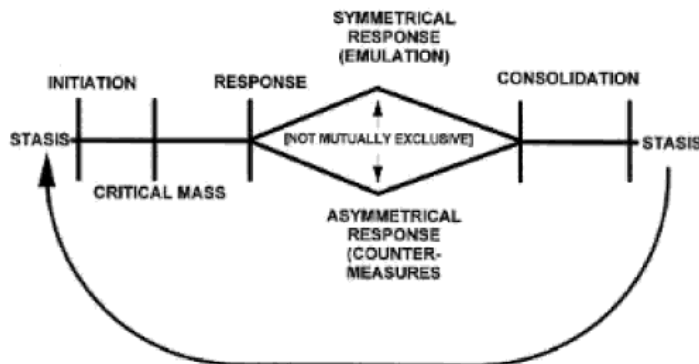 SYMMETRICAL
RESPONSE
(EMULATION)
INITIATION
RESPONSE
CONSOLIDATION
STASIS
[NOT MUTUALLY EXCLUSIVE]
STASIS
CRITICAL MASS
ASYMMETRICAL
RESPONSE
(COUNTER-
MEASURES